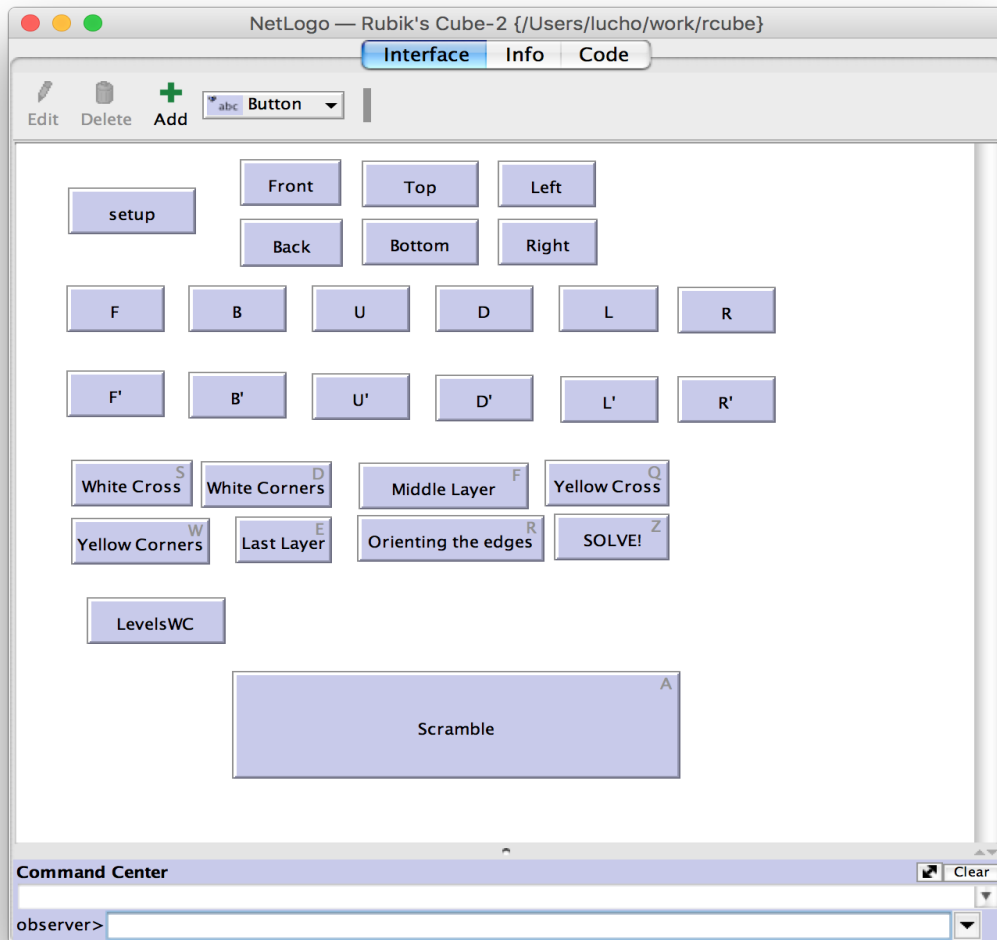 NetLogo — Rubik's Cube-2 {/Users/lucho/work/rcube}
Interface Info Code
Edit Delete Add abc Button
setup Front Top Left
Back Bottom Right
F B U D L R
F' B' U' D' L' R'
White Cross S White Corners D Middle Layer F Yellow Cross Q
Yellow Corners W Last Layer E Orienting the edges R SOLVE! Z
LevelsWC
Scramble A
Command Center Clear
observer>